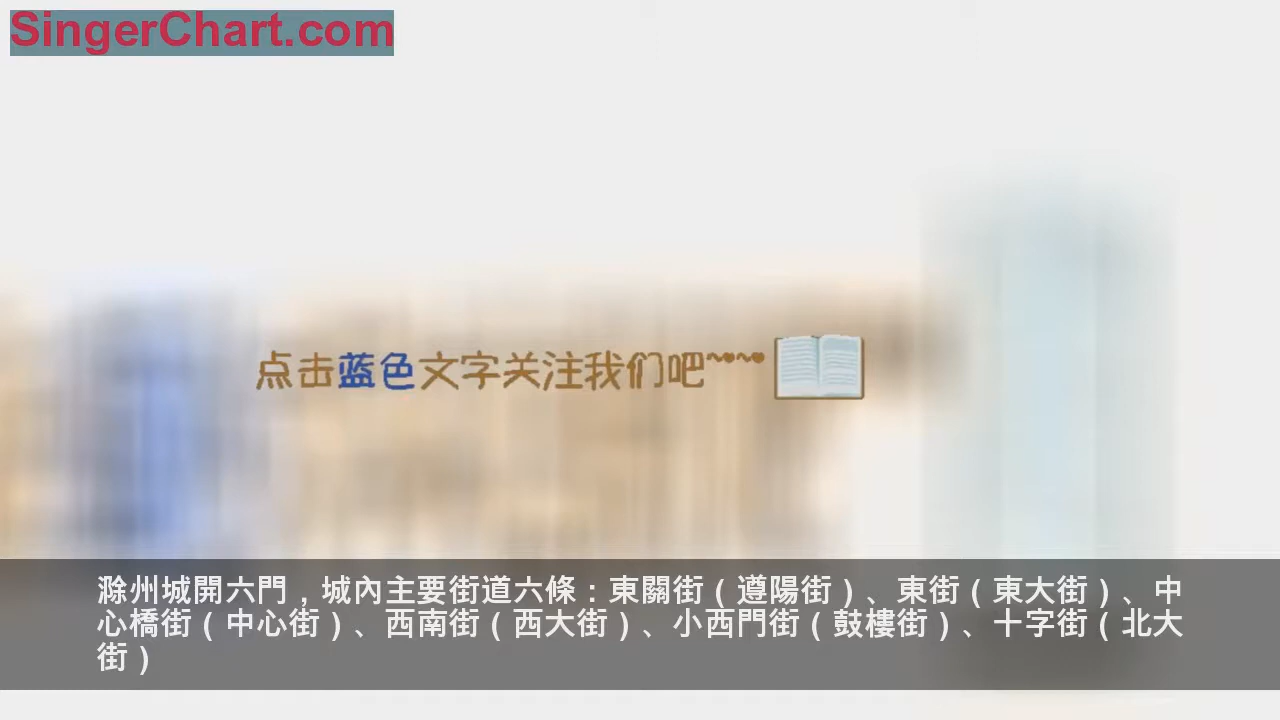 SingerChart.com
点击蓝色文字关注我们吧~~~~
滁州城開六門，城內主要街道六條：東關街（遵陽街）、東街（東大街）、中
心橋街（中心街）、西南街（西大街）、小西門街（鼓樓街）、十字街（北大
街）